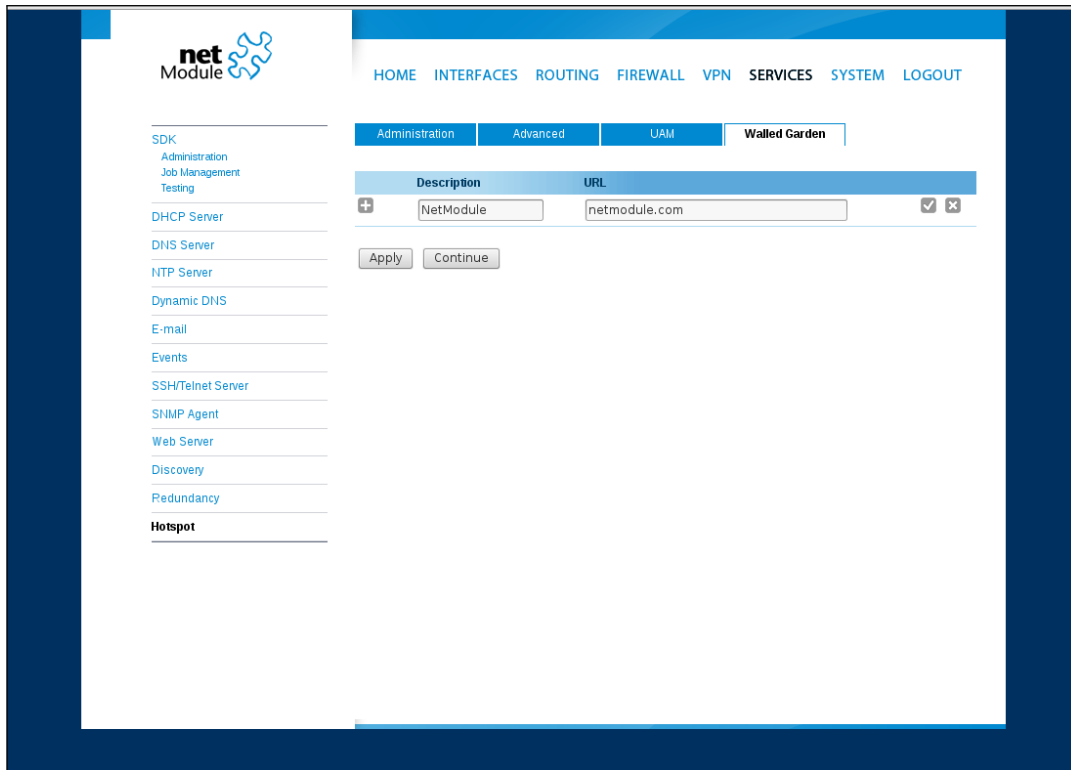 net
Module
HOME INTERFACES ROUTING FIREWALL VPN SERVICES SYSTEM LOGOUT
SDK
Administration
Job Management
Testing
DHCP Server
DNS Server
NTP Server
Dynamic DNS
E-mail
Events
SSH/Telnet Server
SNMP Agent
Web Server
Discovery
Redundancy
Hotspot
Administration Advanced UAM Walled Garden
Description URL
NetModule netmodule.com
Apply Continue